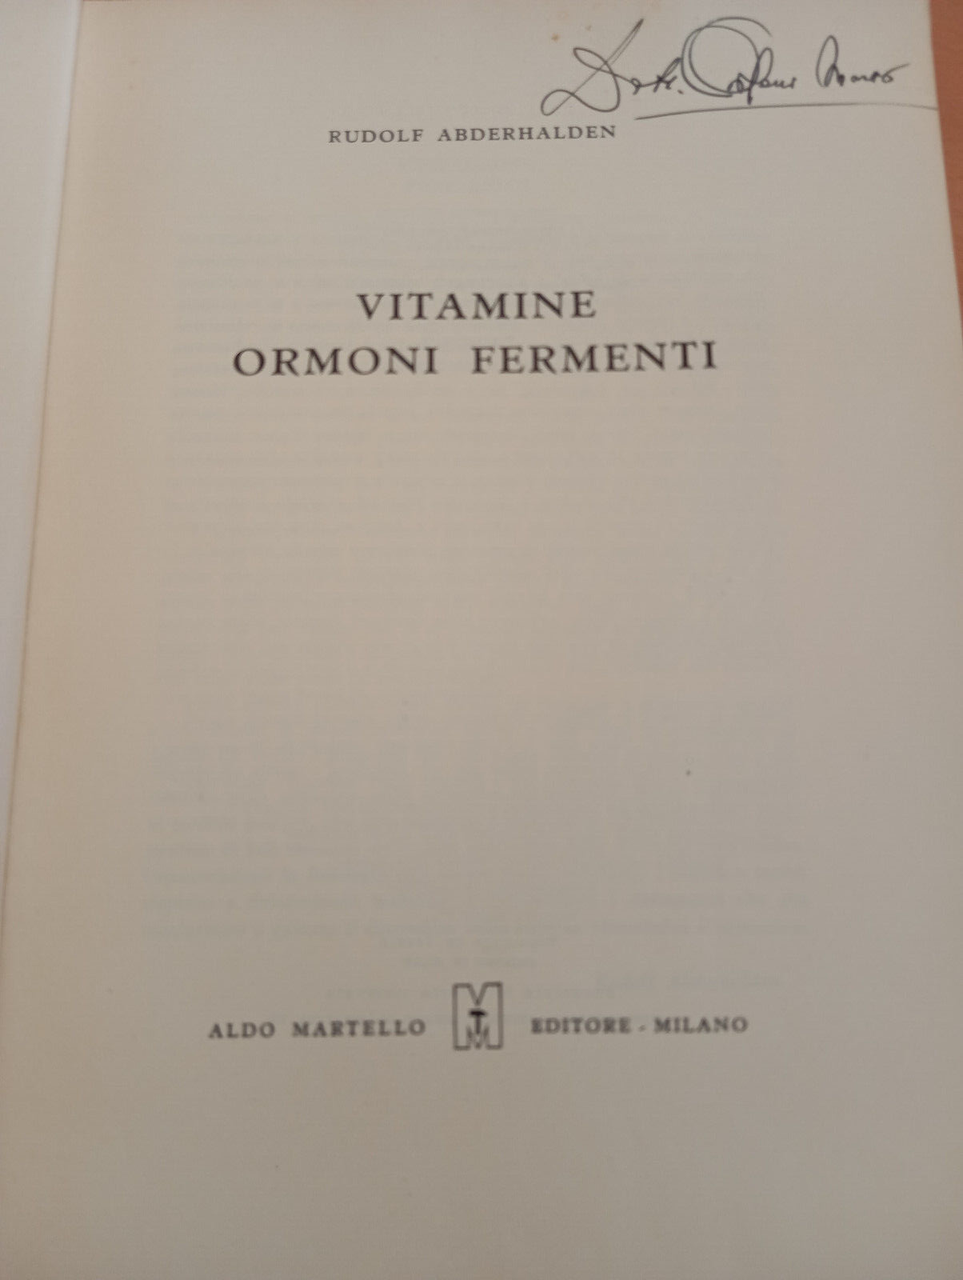 RUDOLF ABDERHALDEN
VITAMINE
ORMONI FERMENTI
ALDO MARTELLO EDITORE - MILANO